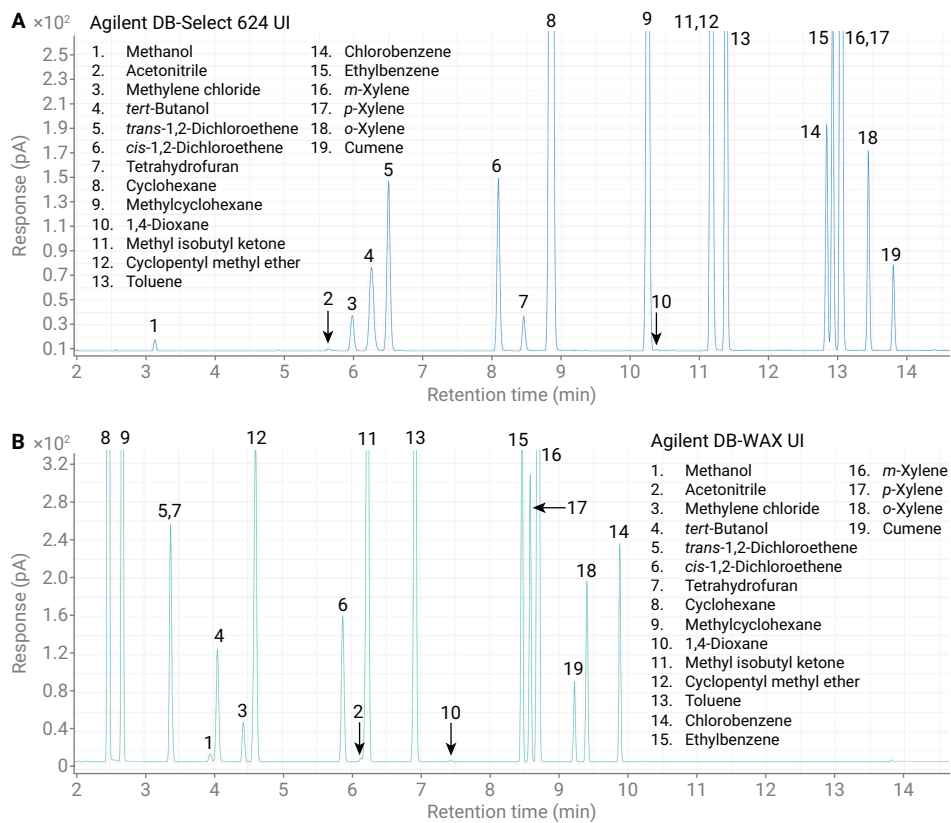 A ×10² Agilent DB-Select 624 UI
1. Methanol
2. Acetonitrile
3. Methylene chloride
4. tert-Butanol
5. trans-1,2-Dichloroethene
6. cis-1,2-Dichloroethene
7. Tetrahydrofuran
8. Cyclohexane
9. Methylcyclohexane
10. 1,4-Dioxane
11. Methyl isobutyl ketone
12. Cyclopentyl methyl ether
13. Toluene
14. Chlorobenzene
15. Ethylbenzene
16. m-Xylene
17. p-Xylene
18. o-Xylene
19. Cumene
Response (pA)
2.5
2.3
2.1
1.9
1.7
1.5
1.3
1.1
0.9
0.7
0.5
0.3
0.1
1
2
3
4
5
6
7
8
9
10
11,12
13
14
15
16,17
18
19
2 3 4 5 6 7 8 9 10 11 12 13 14
Retention time (min)
B ×10² Agilent DB-WAX UI
Response (pA)
3.2
2.8
2.4
2.0
1.6
1.2
0.8
0.4
0
8
9
5,7
1
4
3
12
6
2
11
13
10
15
17
16
19
18
14
1. Methanol
2. Acetonitrile
3. Methylene chloride
4. tert-Butanol
5. trans-1,2-Dichloroethene
6. cis-1,2-Dichloroethene
7. Tetrahydrofuran
8. Cyclohexane
9. Methylcyclohexane
10. 1,4-Dioxane
11. Methyl isobutyl ketone
12. Cyclopentyl methyl ether
13. Toluene
14. Chlorobenzene
15. Ethylbenzene
16. m-Xylene
17. p-Xylene
18. o-Xylene
19. Cumene
2 3 4 5 6 7 8 9 10 11 12 13 14
Retention time (min)